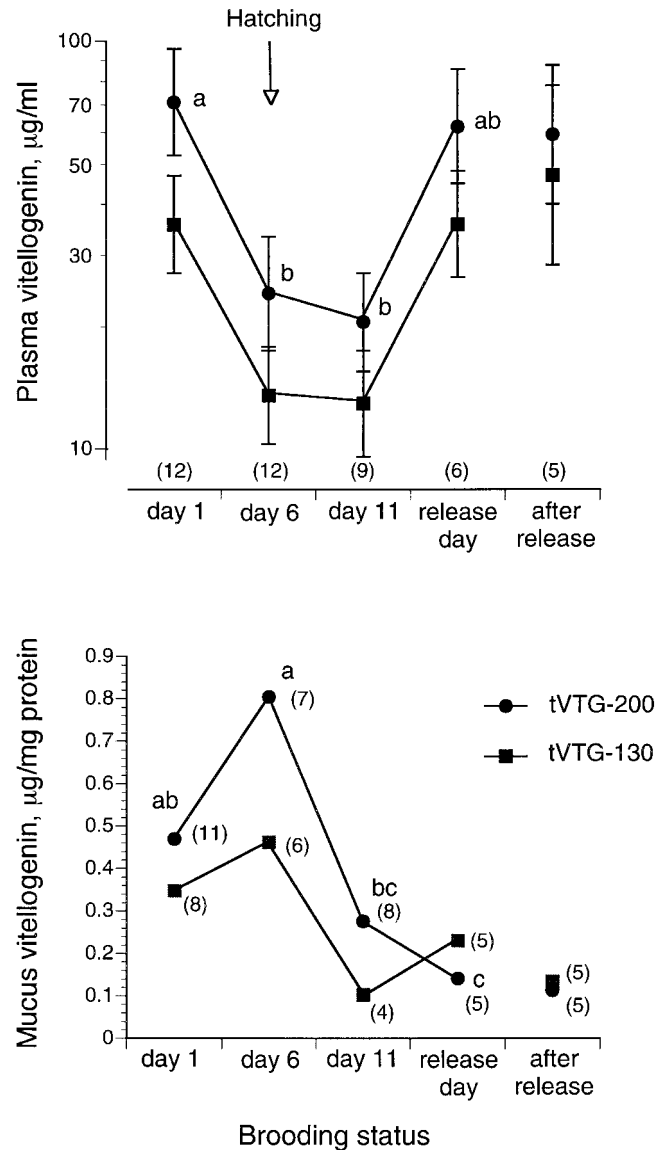 Hatching
Plasma vitellogenin, µg/ml
100
70
50
30
10
a
b
b
ab
(12) (12) (9) (6) (5)
day 1 day 6 day 11 release day after release
Mucus vitellogenin, µg/mg protein
0.9
0.8
0.7
0.6
0.5
0.4
0.3
0.2
0.1
0
ab
(11)
(8)
a
(7)
(6)
bc
(8)
(4)
(5)
c
(5)
(5)
(5)
tVTG-200
tVTG-130
day 1 day 6 day 11 release day after release
Brooding status